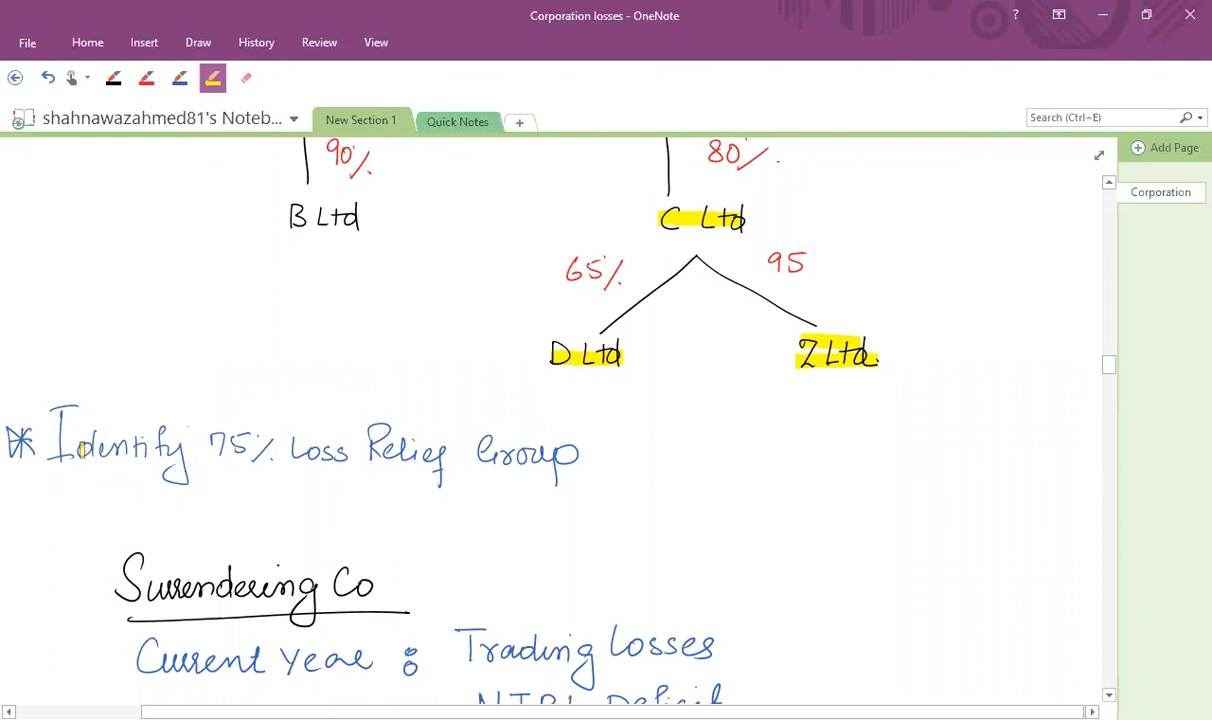 Corporation losses - OneNote
?
File Home Insert Draw History Review View
shahnawazahmed81's Noteb... New Section 1 Quick Notes +
Search (Ctrl+E)
Add Page
Corporation
90%. 80%.
B Ltd C Ltd
65% 95
D Ltd Z Ltd.
* Identify 75% Loss Relief Group
Surrendering Co
Current Year : Trading Losses
NTRL Deficit